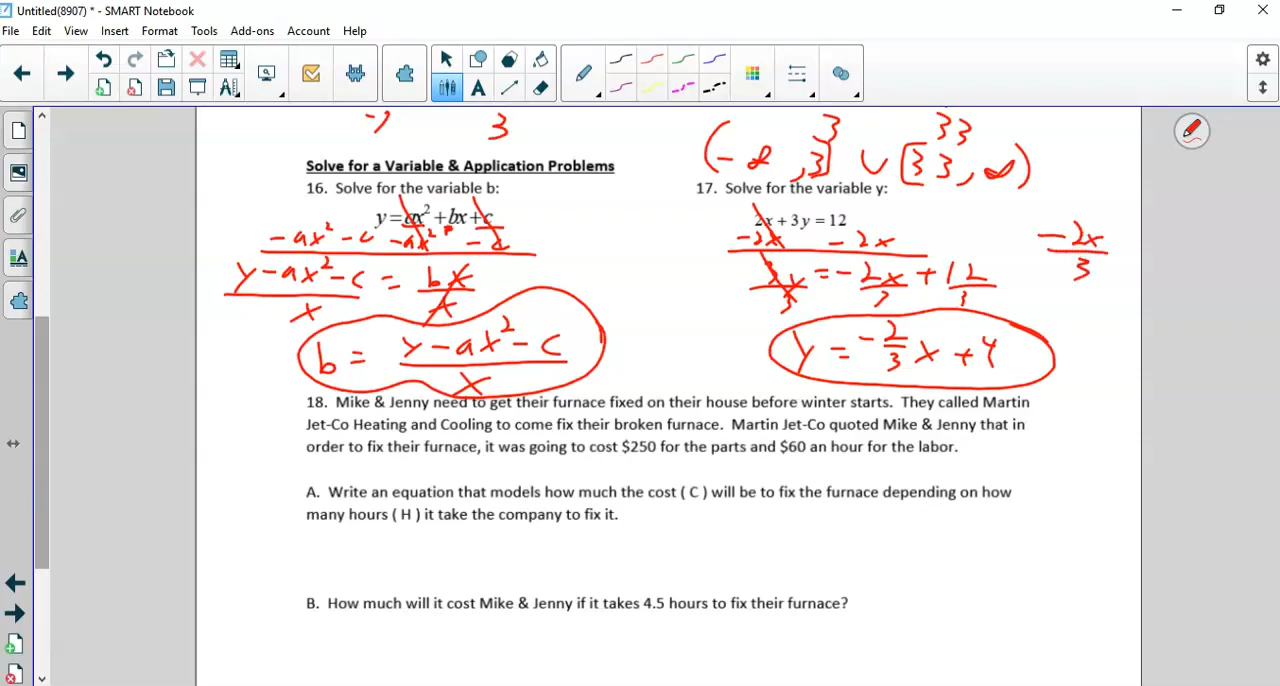 Untitled(8907) * - SMART Notebook
File Edit View Insert Format Tools Add-ons Account Help
3 3 33
(-∞, 3] ∪ [33, ∞)
Solve for a Variable & Application Problems
16. Solve for the variable b:
y = ax² + bx + c
-ax² - c -ax² - c
y - ax² - c = bx
x x
b = y - ax² - c
x
17. Solve for the variable y:
2x + 3y = 12
-2x - 2x
3y = -2x + 12
3 3 3
-2x
3
y = -2/3 x + 4
18. Mike & Jenny need to get their furnace fixed on their house before winter starts. They called Martin
Jet-Co Heating and Cooling to come fix their broken furnace. Martin Jet-Co quoted Mike & Jenny that in
order to fix their furnace, it was going to cost $250 for the parts and $60 an hour for the labor.
A. Write an equation that models how much the cost ( C ) will be to fix the furnace depending on how
many hours ( H ) it take the company to fix it.
B. How much will it cost Mike & Jenny if it takes 4.5 hours to fix their furnace?